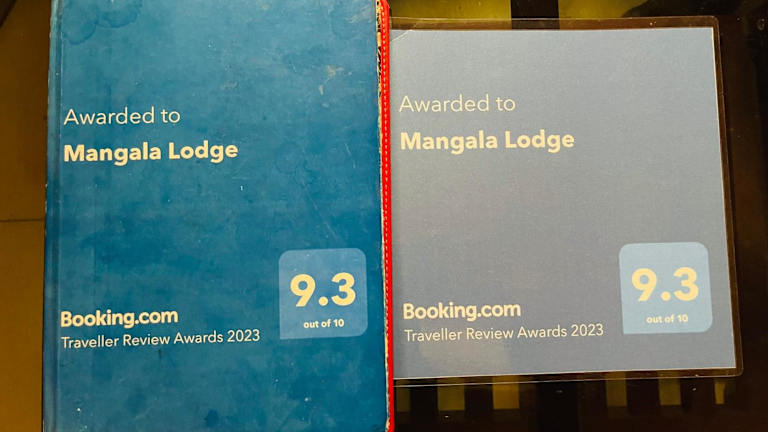 Awarded to
Mangala Lodge
9.3
out of 10
Booking.com
Traveller Review Awards 2023
Awarded to
Mangala Lodge
9.3
out of 10
Booking.com
Traveller Review Awards 2023